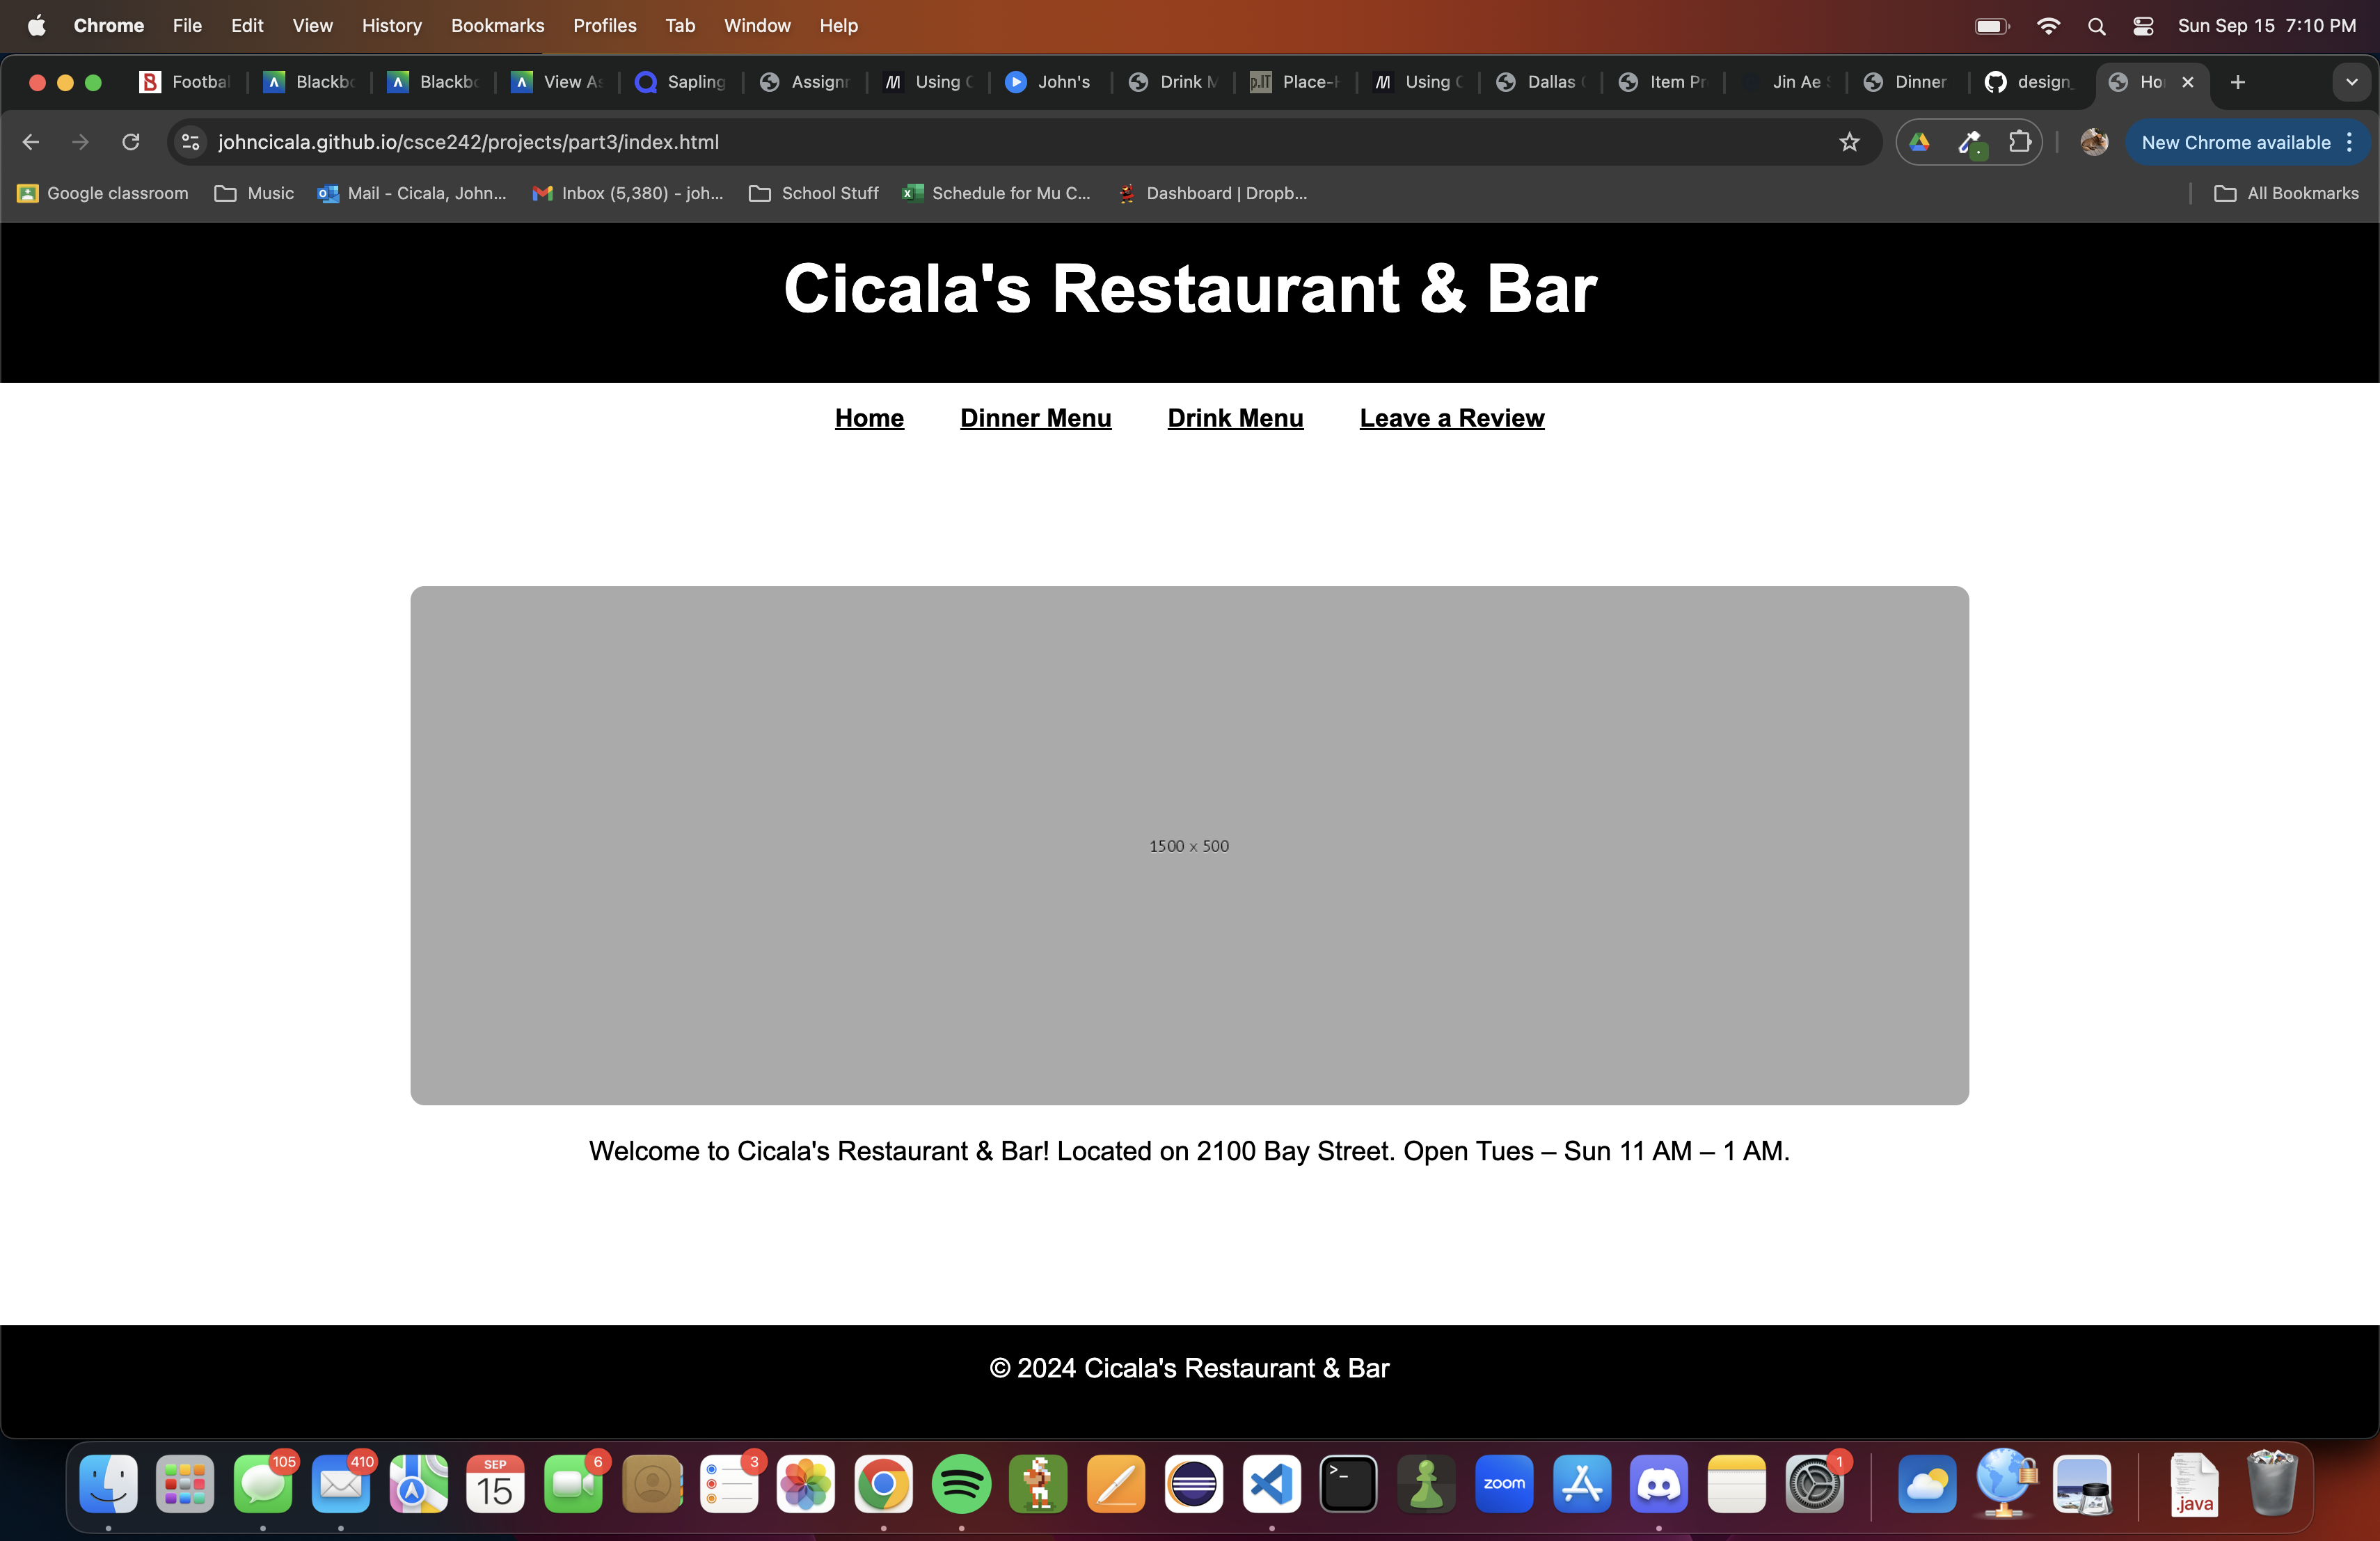 Chrome File Edit View History Bookmarks Profiles Tab Window Help Sun Sep 15 7:10 PM
Footbal Blackbo Blackbo View As Sapling Assignm Using John's Drink M Place-H Using Dallas Item Pr Jin Ae Dinner design_ Ho
johncicala.github.io/csce242/projects/part3/index.html New Chrome available
Google classroom Music Mail - Cicala, John... Inbox (5,380) - joh... School Stuff Schedule for Mu C... Dashboard | Dropb... All Bookmarks
Cicala's Restaurant & Bar
Home Dinner Menu Drink Menu Leave a Review
1500 × 500
Welcome to Cicala's Restaurant & Bar! Located on 2100 Bay Street. Open Tues – Sun 11 AM – 1 AM.
© 2024 Cicala's Restaurant & Bar
105 410 SEP 6 3 1
15 >_ zoom .java